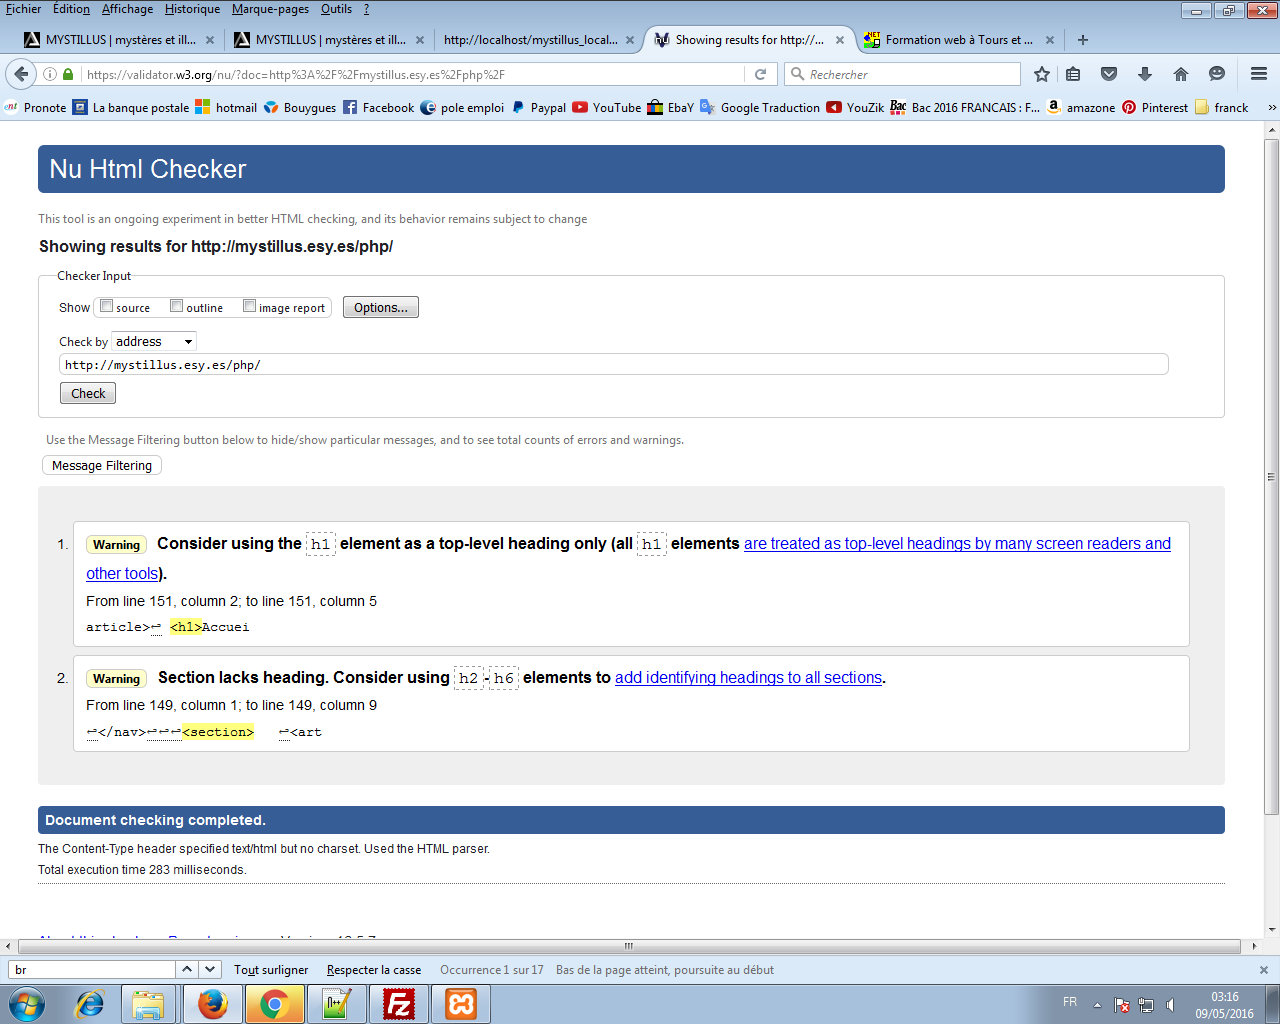 Fichier Édition Affichage Historique Marque-pages Outils ?
MYSTILLUS | mystères et ill... MYSTILLUS | mystères et ill... http://localhost/mystillus_local... Showing results for http://... Formation web à Tours et ...
https://validator.w3.org/nu/?doc=http%3A%2F%2Fmystillus.esy.es%2Fphp%2F Rechercher
Pronote La banque postale hotmail Bouygues Facebook pole emploi Paypal YouTube EbaY Google Traduction YouZik Bac 2016 FRANCAIS : F... amazone Pinterest franck
Nu Html Checker
This tool is an ongoing experiment in better HTML checking, and its behavior remains subject to change
Showing results for http://mystillus.esy.es/php/
Checker Input
Show source outline image report Options...
Check by address
http://mystillus.esy.es/php/
Check
Use the Message Filtering button below to hide/show particular messages, and to see total counts of errors and warnings.
Message Filtering
1. Warning Consider using the h1 element as a top-level heading only (all h1 elements are treated as top-level headings by many screen readers and
other tools).
From line 151, column 2; to line 151, column 5
article>↩ <h1>Accuei
2. Warning Section lacks heading. Consider using h2-h6 elements to add identifying headings to all sections.
From line 149, column 1; to line 149, column 9
↩</nav>↩↩↩<section> ↩<art
Document checking completed.
The Content-Type header specified text/html but no charset. Used the HTML parser.
Total execution time 283 milliseconds.
br Tout surligner Respecter la casse Occurrence 1 sur 17 Bas de la page atteint, poursuite au début
FR 03:16
09/05/2016